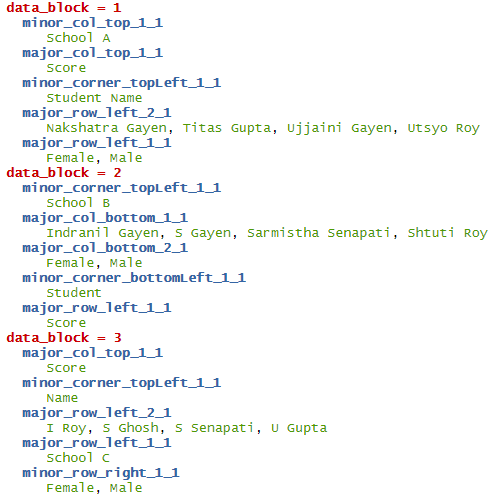 data_block = 1
minor_col_top_1_1
School A
major_col_top_1_1
Score
minor_corner_topLeft_1_1
Student Name
major_row_left_2_1
Nakshatra Gayen, Titas Gupta, Ujjaini Gayen, Utsyo Roy
major_row_left_1_1
Female, Male
data_block = 2
minor_corner_topLeft_1_1
School B
major_col_bottom_1_1
Indranil Gayen, S Gayen, Sarmistha Senapati, Shtuti Roy
major_col_bottom_2_1
Female, Male
minor_corner_bottomLeft_1_1
Student
major_row_left_1_1
Score
data_block = 3
major_col_top_1_1
Score
minor_corner_topLeft_1_1
Name
major_row_left_2_1
I Roy, S Ghosh, S Senapati, U Gupta
major_row_left_1_1
School C
minor_row_right_1_1
Female, Male